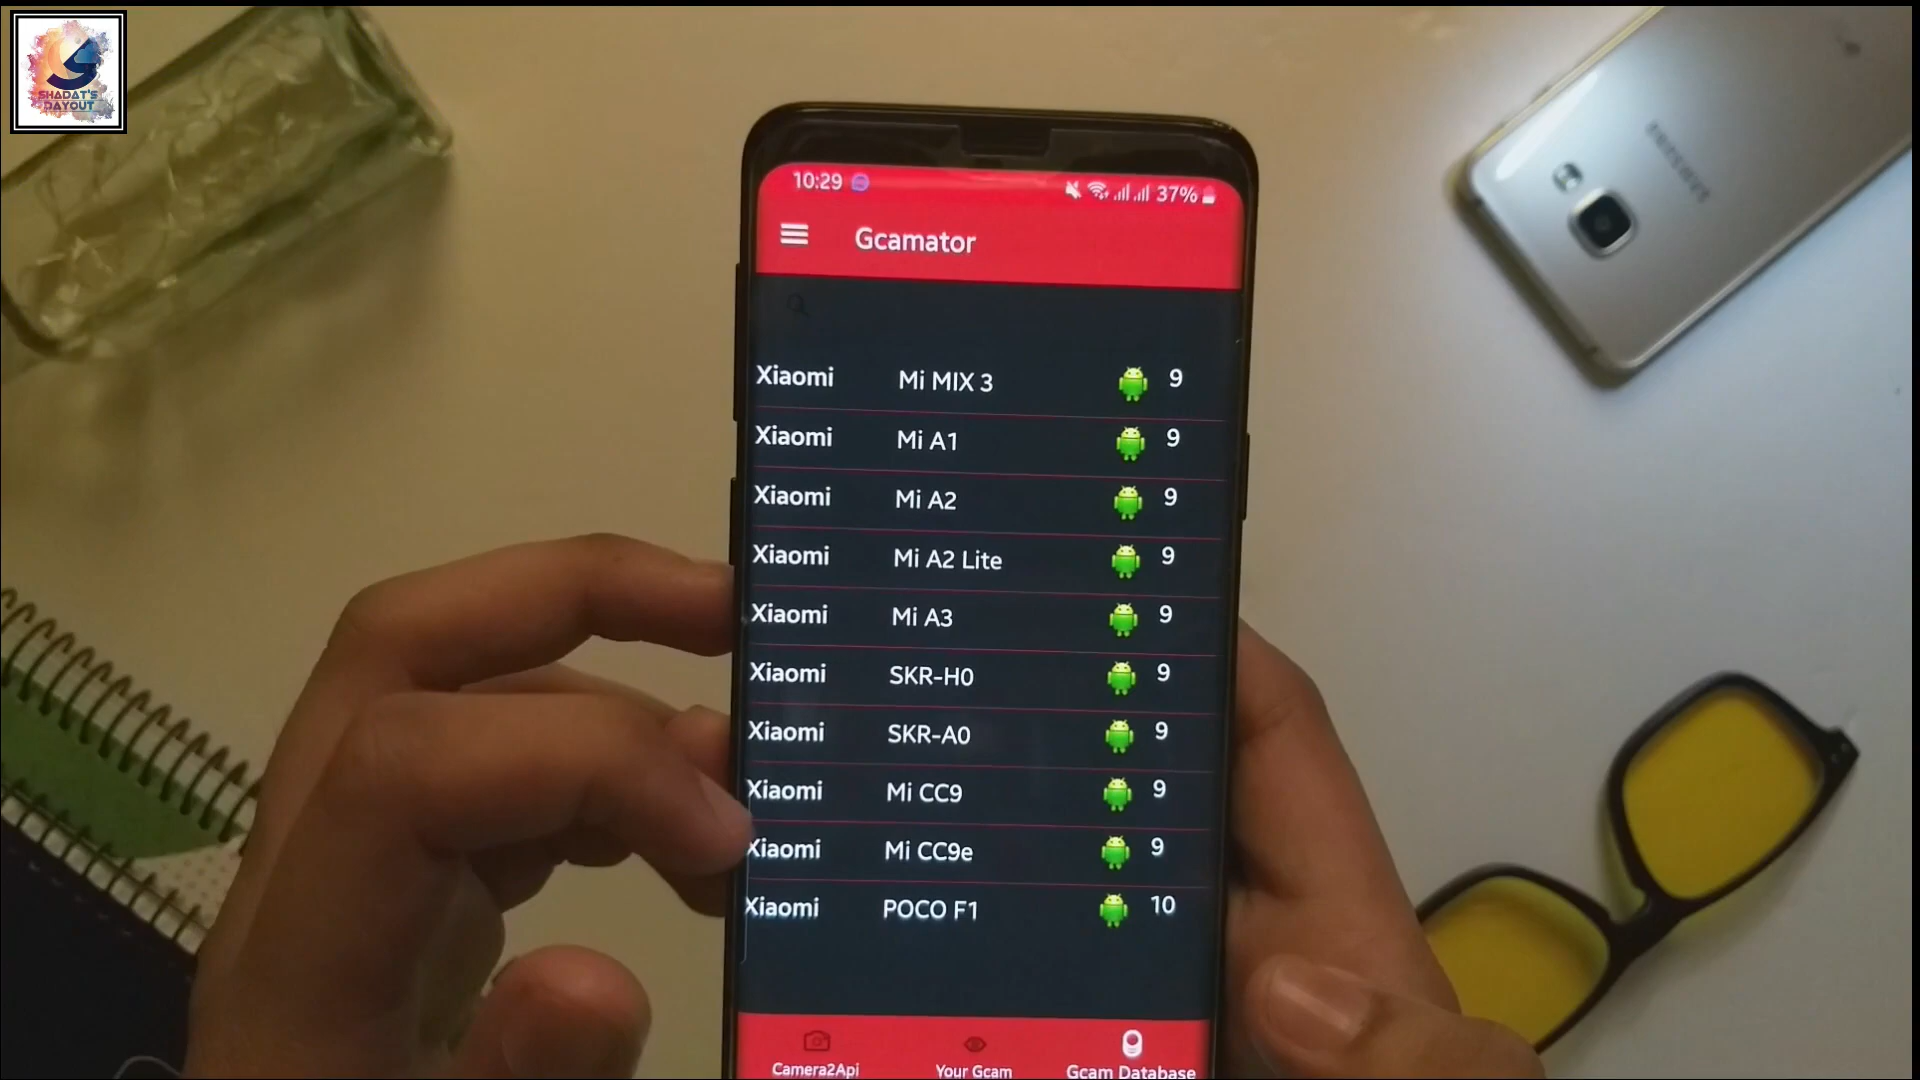 SHADAT'S
DAYOUT
10:29 37%
Gcamator
Xiaomi Mi MIX 3 9
Xiaomi Mi A1 9
Xiaomi Mi A2 9
Xiaomi Mi A2 Lite 9
Xiaomi Mi A3 9
Xiaomi SKR-H0 9
Xiaomi SKR-A0 9
Xiaomi Mi CC9 9
Xiaomi Mi CC9e 9
Xiaomi POCO F1 10
Camera2Api Your Gcam Gcam Database
SAMSUNG